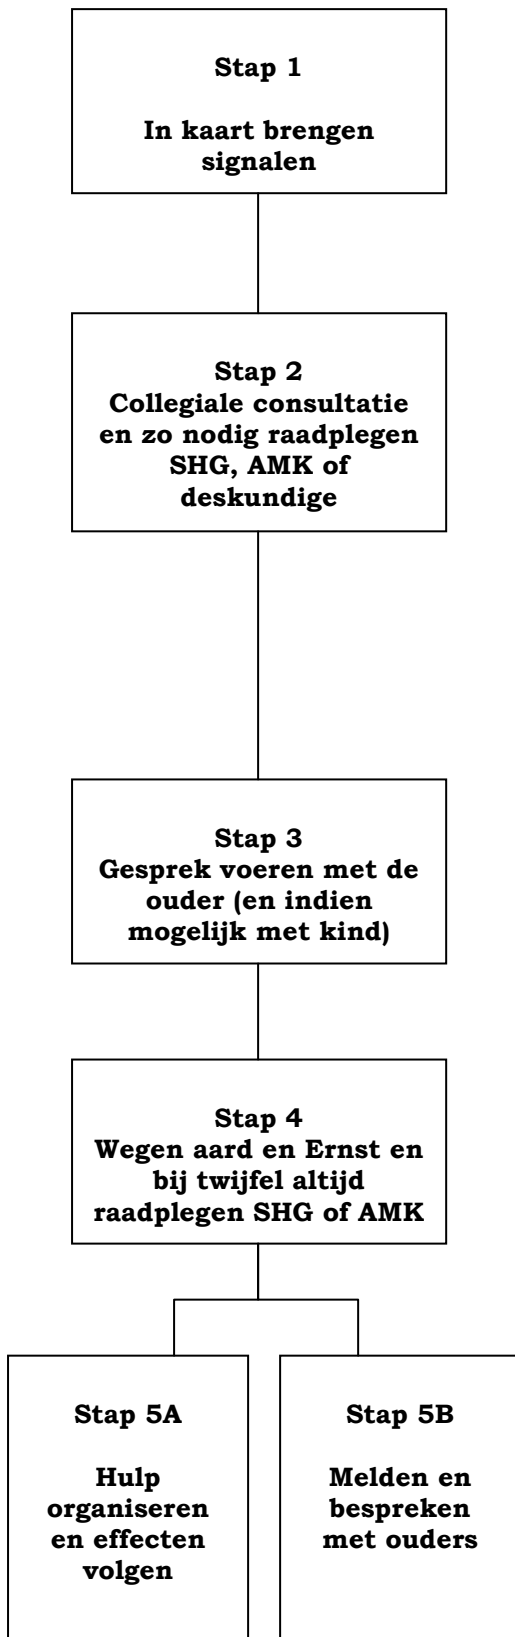 Stap 1
In kaart brengen
signalen
Stap 2
Collegiale consultatie
en zo nodig raadplegen
SHG, AMK of
deskundige
Stap 3
Gesprek voeren met de
ouder (en indien
mogelijk met kind)
Stap 4
Wegen aard en Ernst en
bij twijfel altijd
raadplegen SHG of AMK
Stap 5A
Hulp
organiseren
en effecten
volgen
Stap 5B
Melden en
bespreken
met ouders